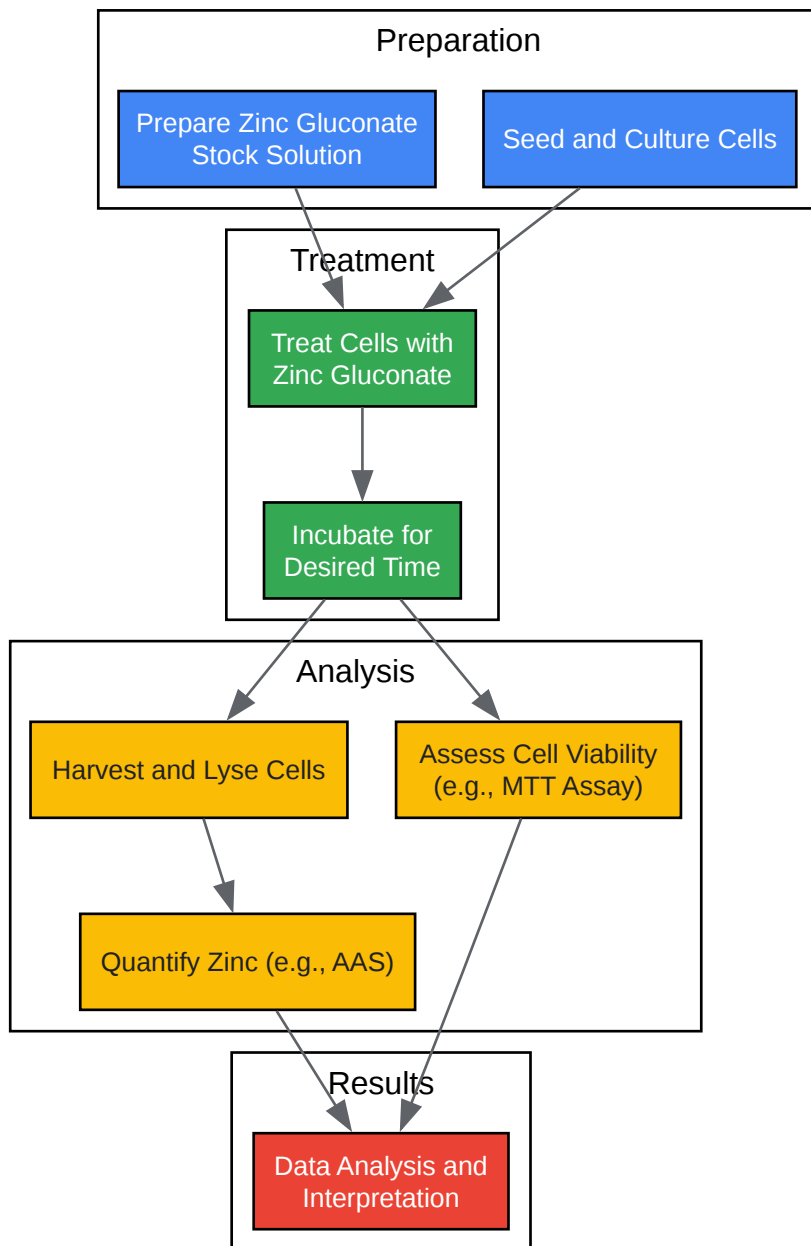 Preparation
Prepare Zinc Gluconate
Stock Solution
Seed and Culture Cells
Treatment
Treat Cells with
Zinc Gluconate
Incubate for
Desired Time
Analysis
Harvest and Lyse Cells
Assess Cell Viability
(e.g., MTT Assay)
Quantify Zinc (e.g., AAS)
Results
Data Analysis and
Interpretation